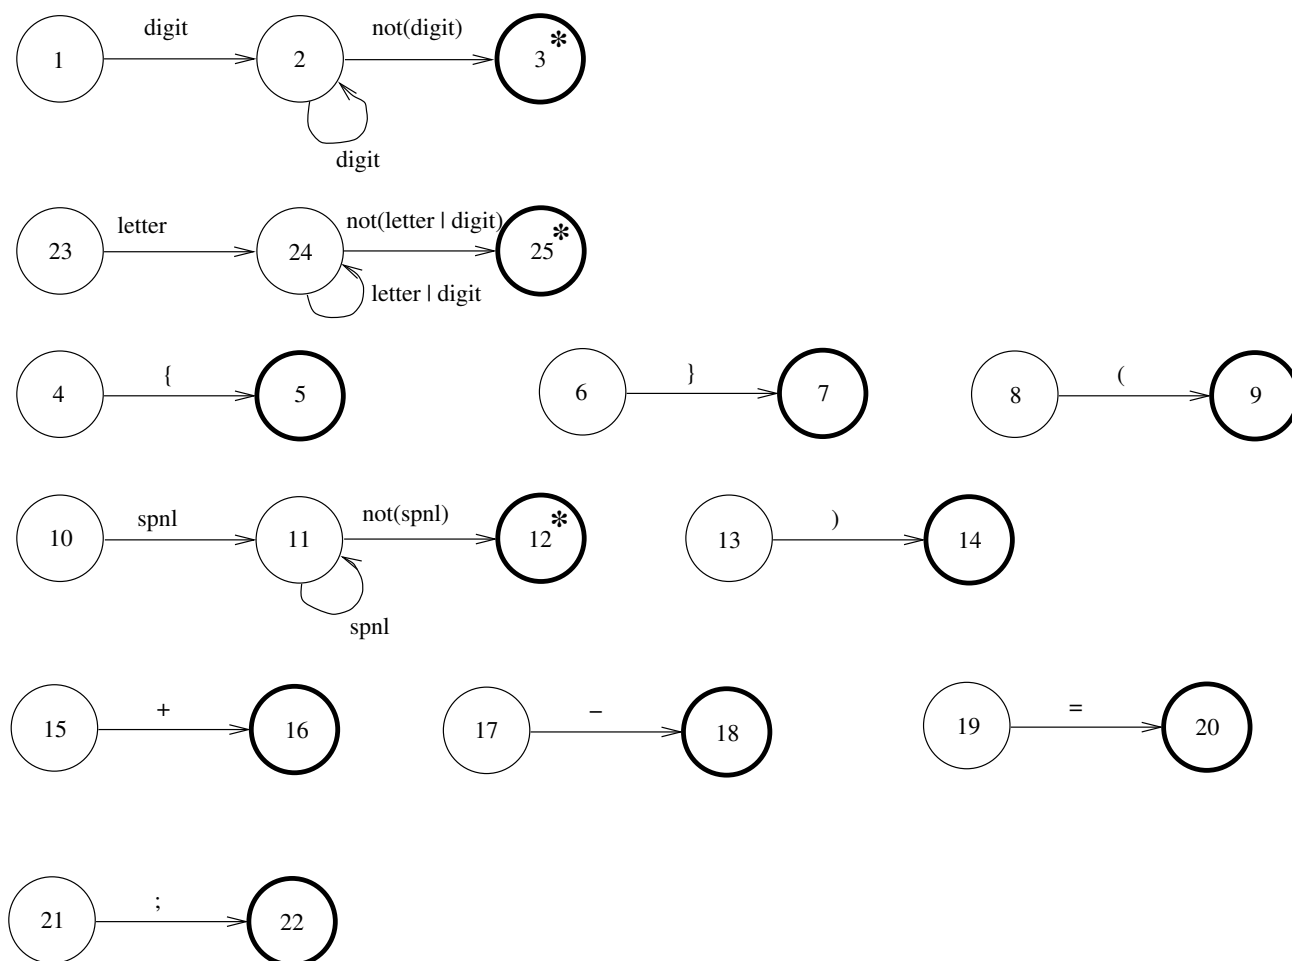 digit not(digit)
1 2 3*
digit
letter not(letter | digit)
23 24 25*
letter | digit
{ } (
4 5 6 7 8 9
spnl not(spnl) )
10 11 12* 13 14
spnl
+ − =
15 16 17 18 19 20
;
21 22